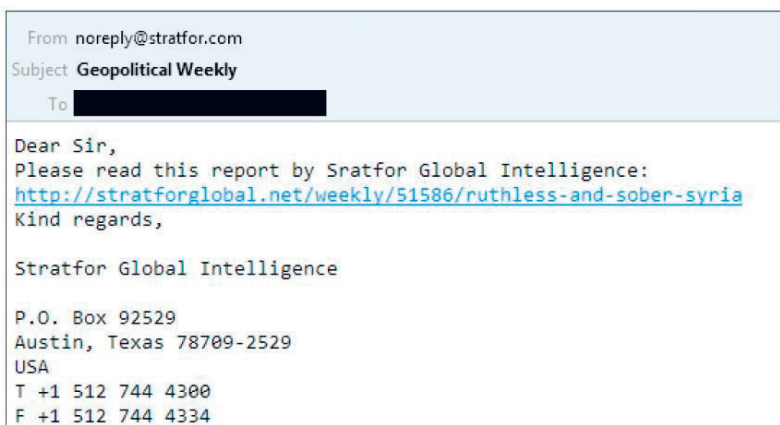 From noreply@stratfor.com
Subject Geopolitical Weekly
To
Dear Sir,
Please read this report by Sratfor Global Intelligence:
http://stratforglobal.net/weekly/51586/ruthless-and-sober-syria
Kind regards,
Stratfor Global Intelligence
P.O. Box 92529
Austin, Texas 78709-2529
USA
T +1 512 744 4300
F +1 512 744 4334